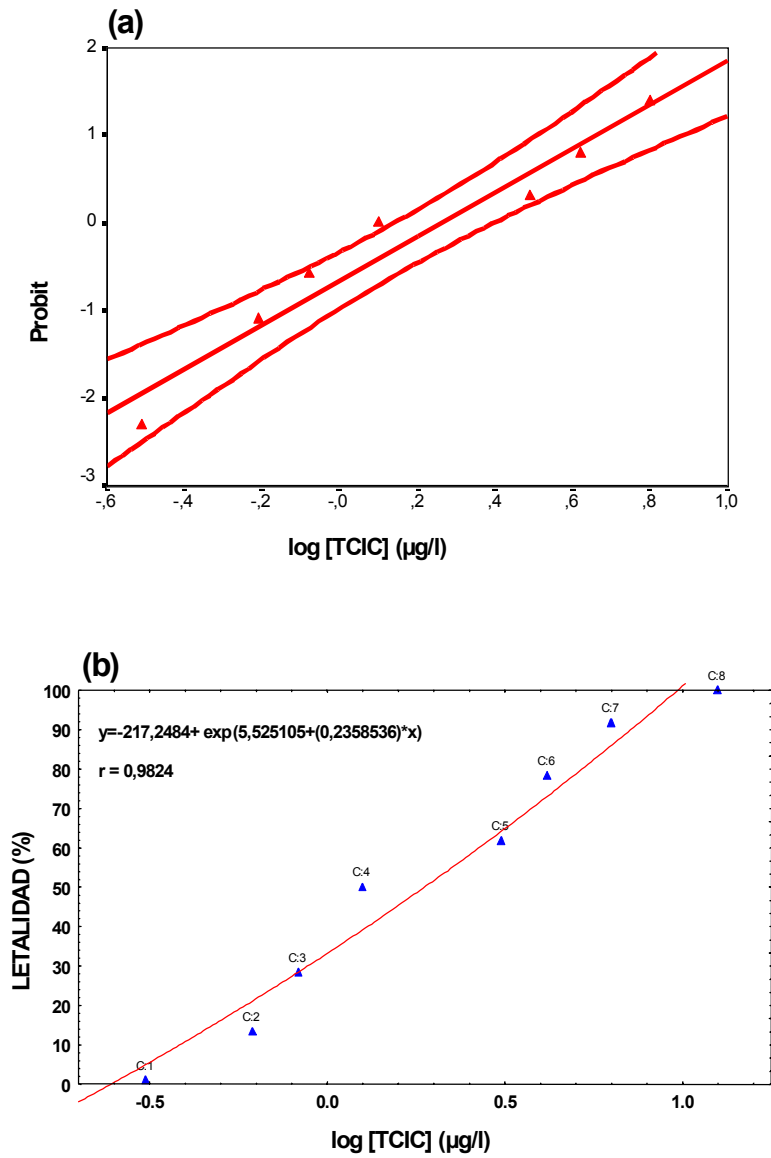 (a)
2
1
0
-1
-2
-3
Probit
-,6 -,4 -,2 -,0 ,2 ,4 ,6 ,8 1,0
log [TCIC] (µg/l)
(b)
100
90
80
70
60
50
40
30
20
10
0
LETALIDAD (%)
y=-217,2484+ exp(5,525105+(0,2358536)*x)
r = 0,9824
C:8
C:7
C:6
C:5
C:4
C:3
C:2
C:1
-0.5 0.0 0.5 1.0
log [TCIC] (µg/l)